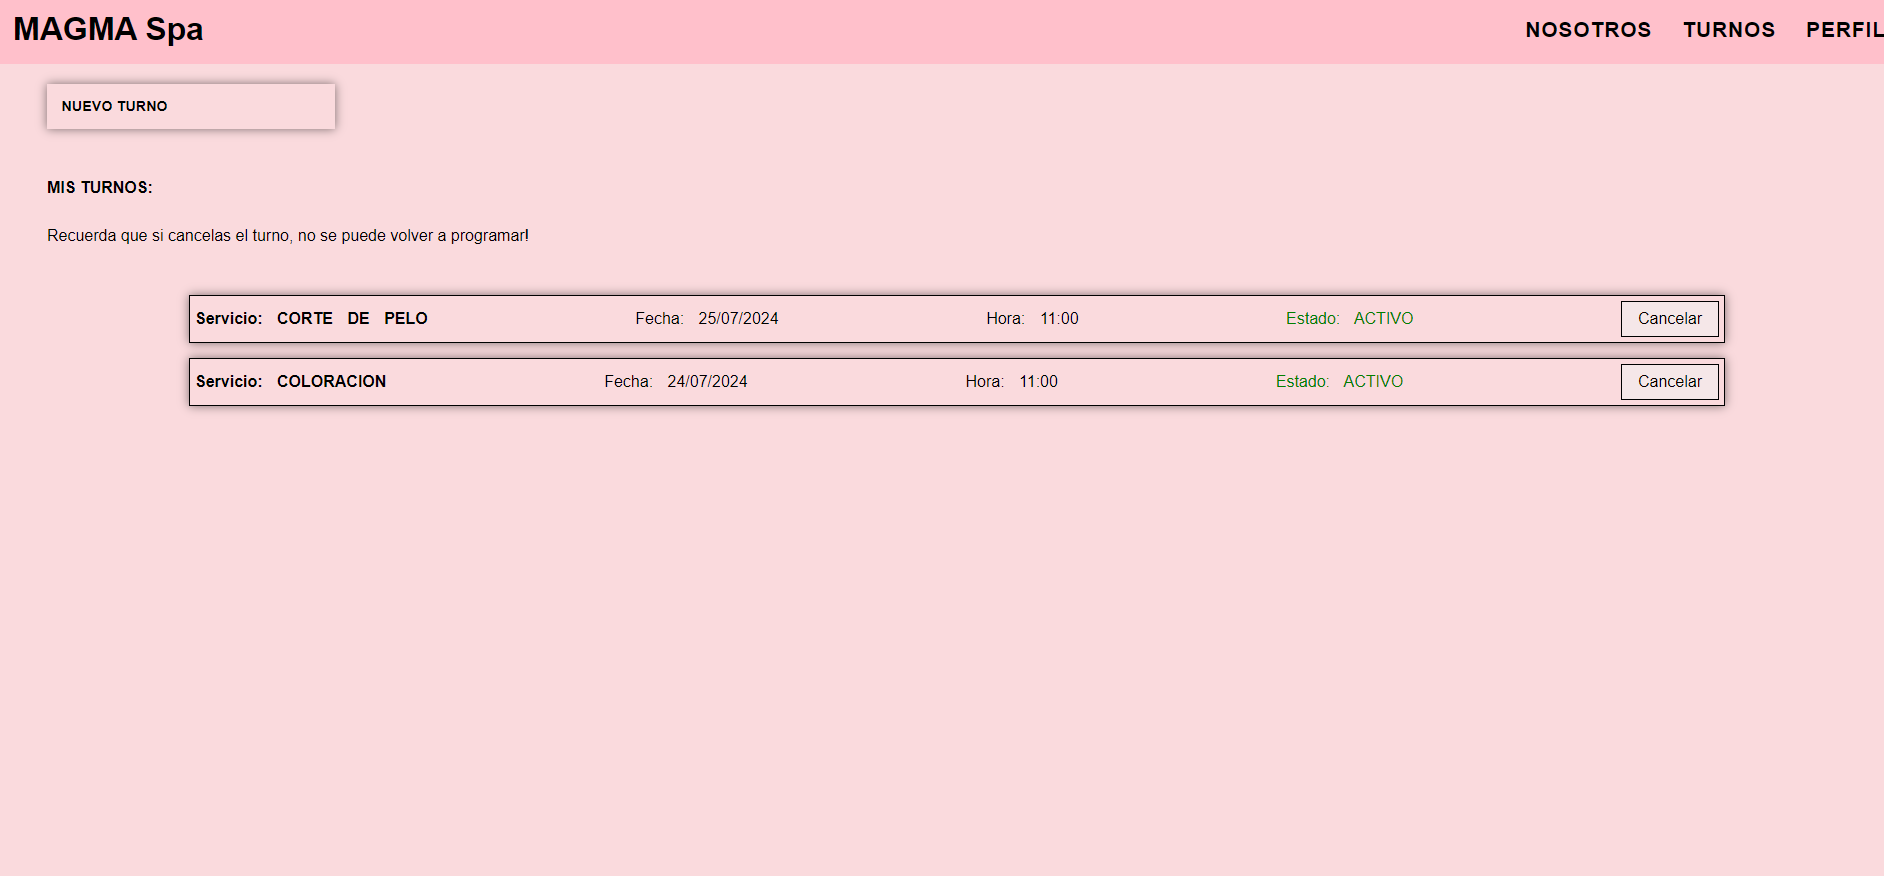 MAGMA Spa NOSOTROS TURNOS PERFIL
NUEVO TURNO
MIS TURNOS:
Recuerda que si cancelas el turno, no se puede volver a programar!
Servicio: CORTE DE PELO Fecha: 25/07/2024 Hora: 11:00 Estado: ACTIVO Cancelar
Servicio: COLORACION Fecha: 24/07/2024 Hora: 11:00 Estado: ACTIVO Cancelar